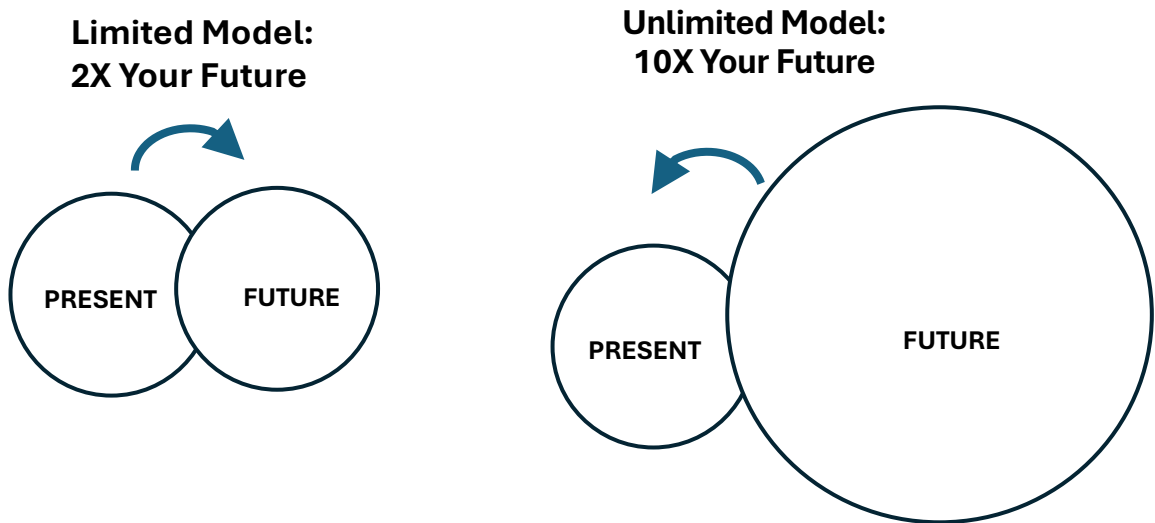 Limited Model:
2X Your Future
PRESENT
FUTURE
Unlimited Model:
10X Your Future
PRESENT
FUTURE